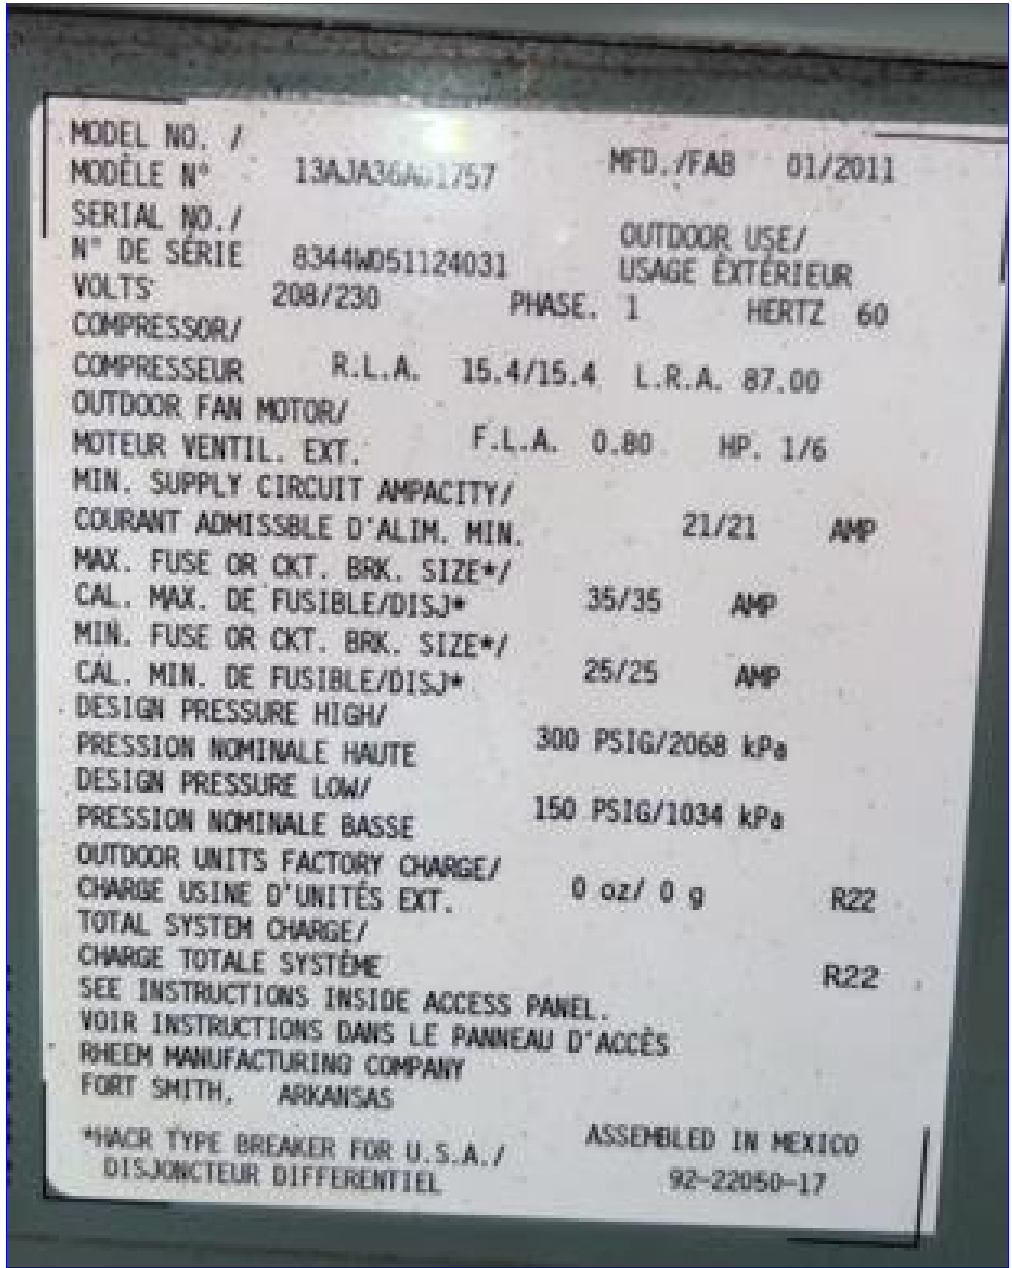 MODEL NO. /
MODÈLE N° 13AJA36A01757 MFD./FAB 01/2011
SERIAL NO./
N° DE SÉRIE 8344W051124031 OUTDOOR USE/
USAGE EXTÉRIEUR
VOLTS 208/230 PHASE. 1 HERTZ 60
COMPRESSOR/
COMPRESSEUR R.L.A. 15.4/15.4 L.R.A. 87.00
OUTDOOR FAN MOTOR/
MOTEUR VENTIL. EXT. F.L.A. 0.80 HP. 1/6
MIN. SUPPLY CIRCUIT AMPACITY/
COURANT ADMISSBLE D'ALIM. MIN. 21/21 AMP
MAX. FUSE OR CKT. BRK. SIZE*/
CAL. MAX. DE FUSIBLE/DISJ* 35/35 AMP
MIN. FUSE OR CKT. BRK. SIZE*/
CAL. MIN. DE FUSIBLE/DISJ* 25/25 AMP
DESIGN PRESSURE HIGH/
PRESSION NOMINALE HAUTE 300 PSIG/2068 kPa
DESIGN PRESSURE LOW/
PRESSION NOMINALE BASSE 150 PSIG/1034 kPa
OUTDOOR UNITS FACTORY CHARGE/
CHARGE USINE D'UNITÉS EXT. 0 oz/ 0 g R22
TOTAL SYSTEM CHARGE/
CHARGE TOTALE SYSTÉME R22
SEE INSTRUCTIONS INSIDE ACCESS PANEL.
VOIR INSTRUCTIONS DANS LE PANNEAU D'ACCÈS
RHEEM MANUFACTURING COMPANY
FORT SMITH, ARKANSAS
*HACR TYPE BREAKER FOR U.S.A./
DISJONCTEUR DIFFERENTIEL
ASSEMBLED IN MEXICO
92-22050-17